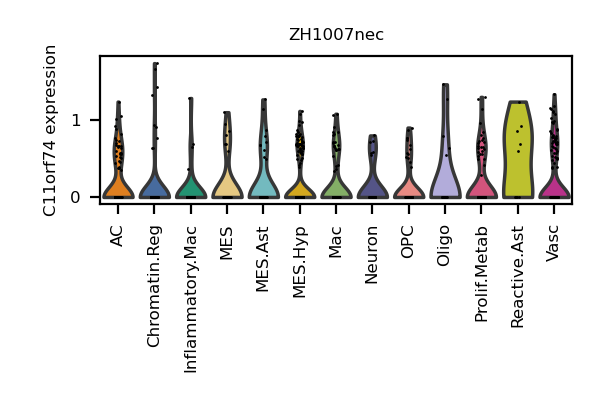 ZH1007nec
C11orf74 expression
1
0
AC
Chromatin.Reg
Inflammatory.Mac
MES
MES.Ast
MES.Hyp
Mac
Neuron
OPC
Oligo
Prolif.Metab
Reactive.Ast
Vasc